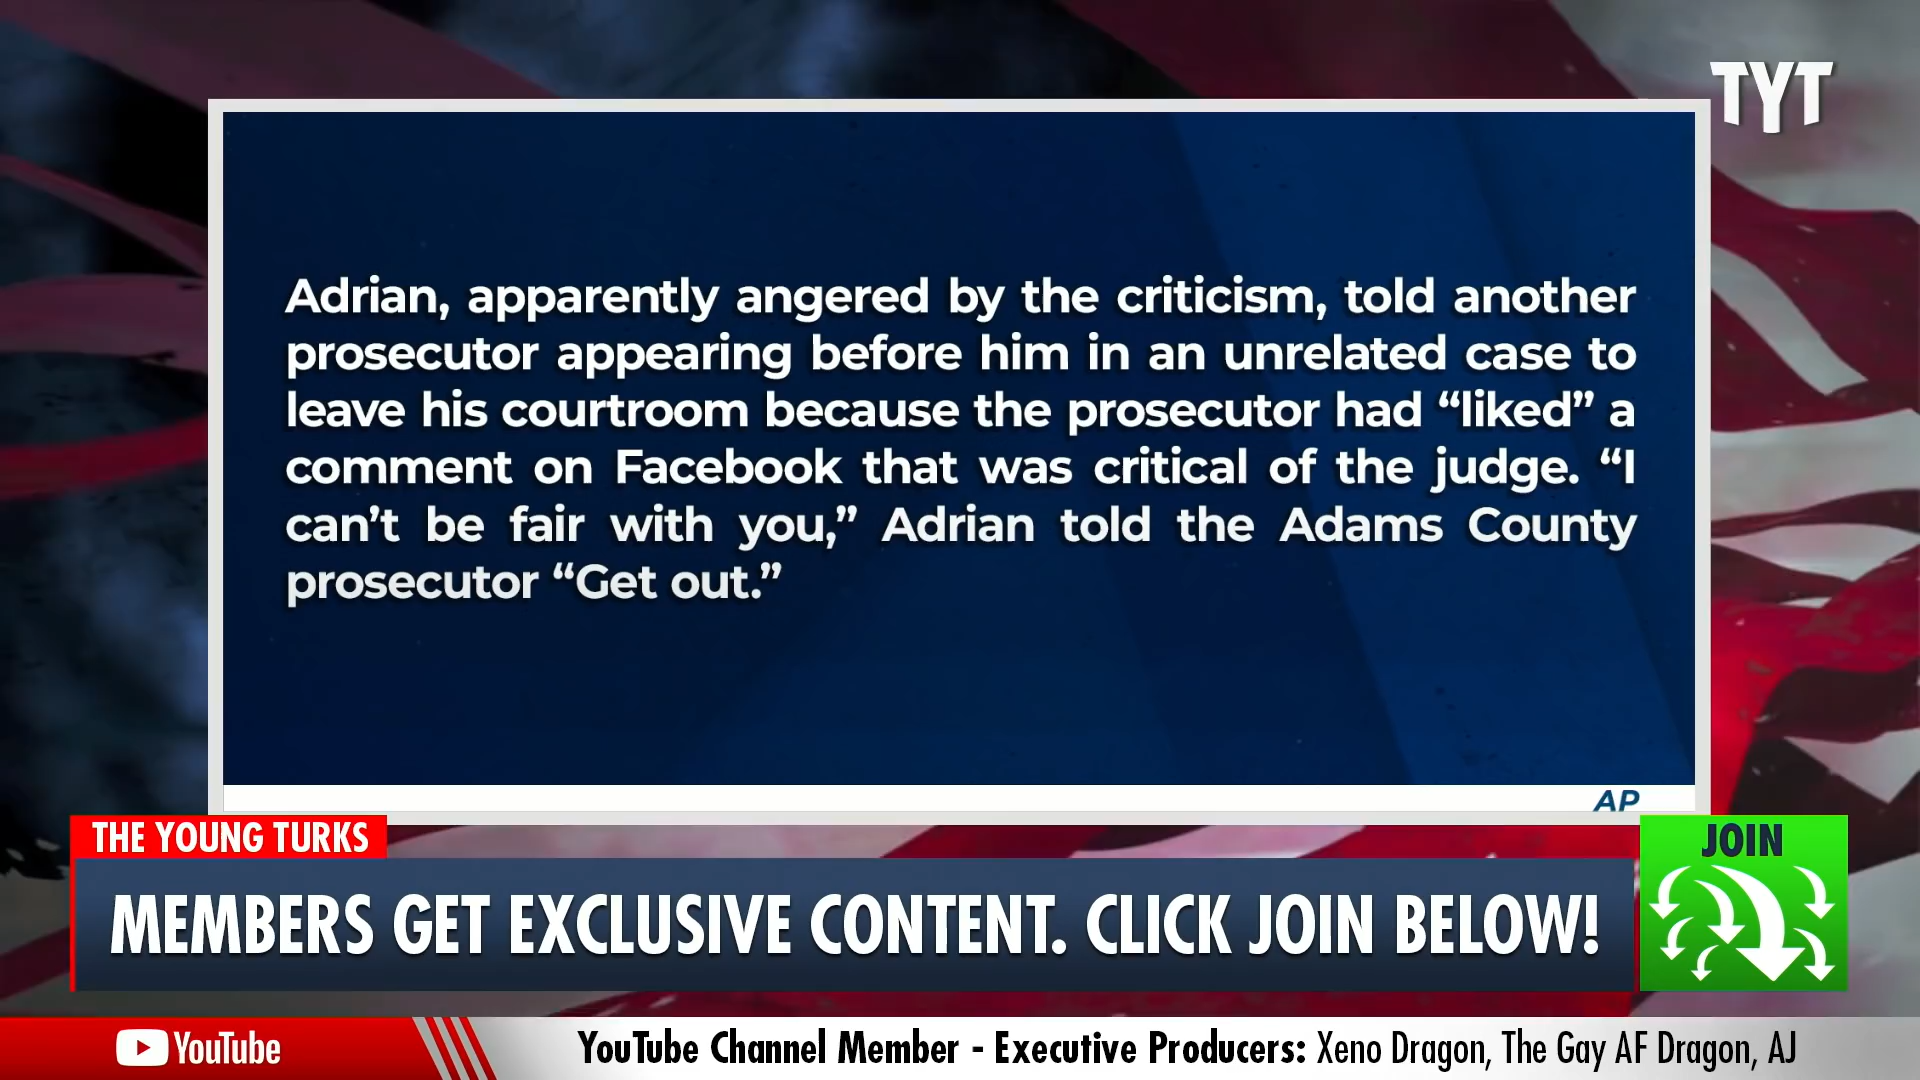 TYT
Adrian, apparently angered by the criticism, told another
prosecutor appearing before him in an unrelated case to
leave his courtroom because the prosecutor had “liked” a
comment on Facebook that was critical of the judge. “I
can’t be fair with you,” Adrian told the Adams County
prosecutor “Get out.”
AP
THE YOUNG TURKS
JOIN
MEMBERS GET EXCLUSIVE CONTENT. CLICK JOIN BELOW!
YouTube
YouTube Channel Member - Executive Producers: Xeno Dragon, The Gay AF Dragon, AJ